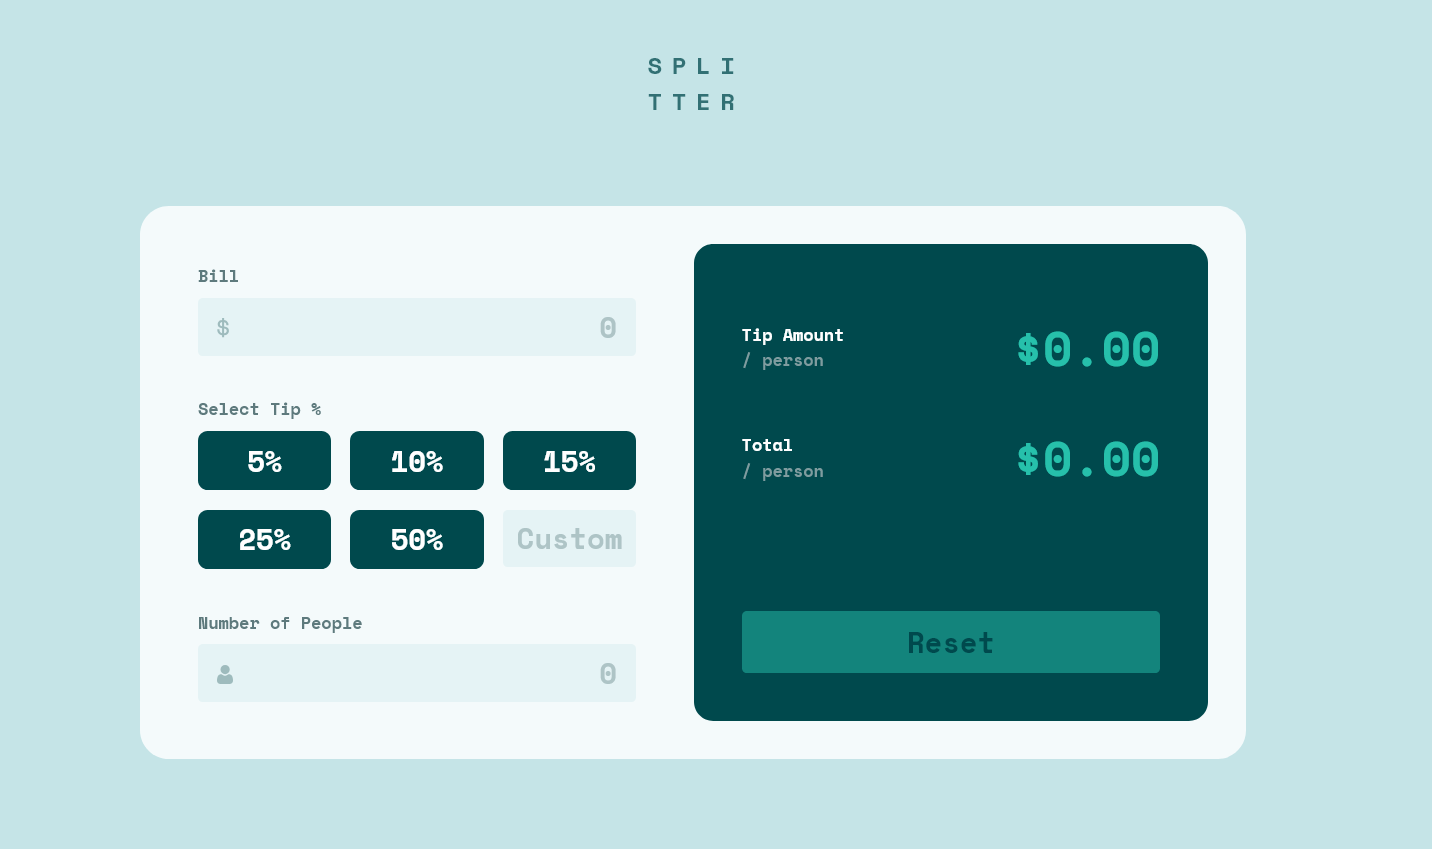 SPLI
TTER
Bill
$ 0
Select Tip %
5% 10% 15%
25% 50% Custom
Number of People
0
Tip Amount
/ person
$0.00
Total
/ person
$0.00
Reset